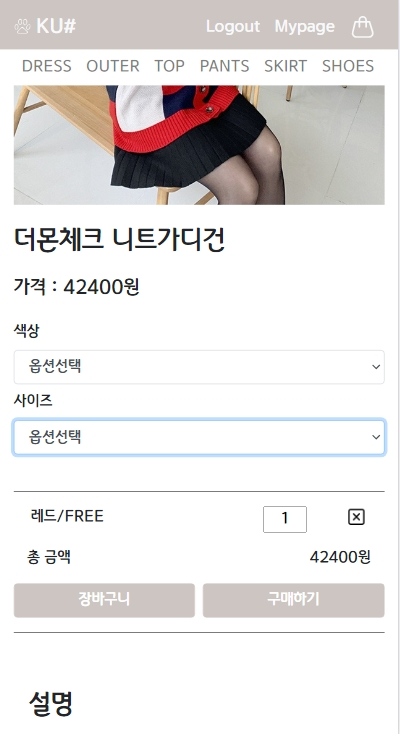 KU# Logout Mypage
DRESS OUTER TOP PANTS SKIRT SHOES
더몬체크 니트가디건
가격 : 42400원
색상
옵션선택
사이즈
옵션선택
레드/FREE 1
총 금액 42400원
장바구니 구매하기
설명